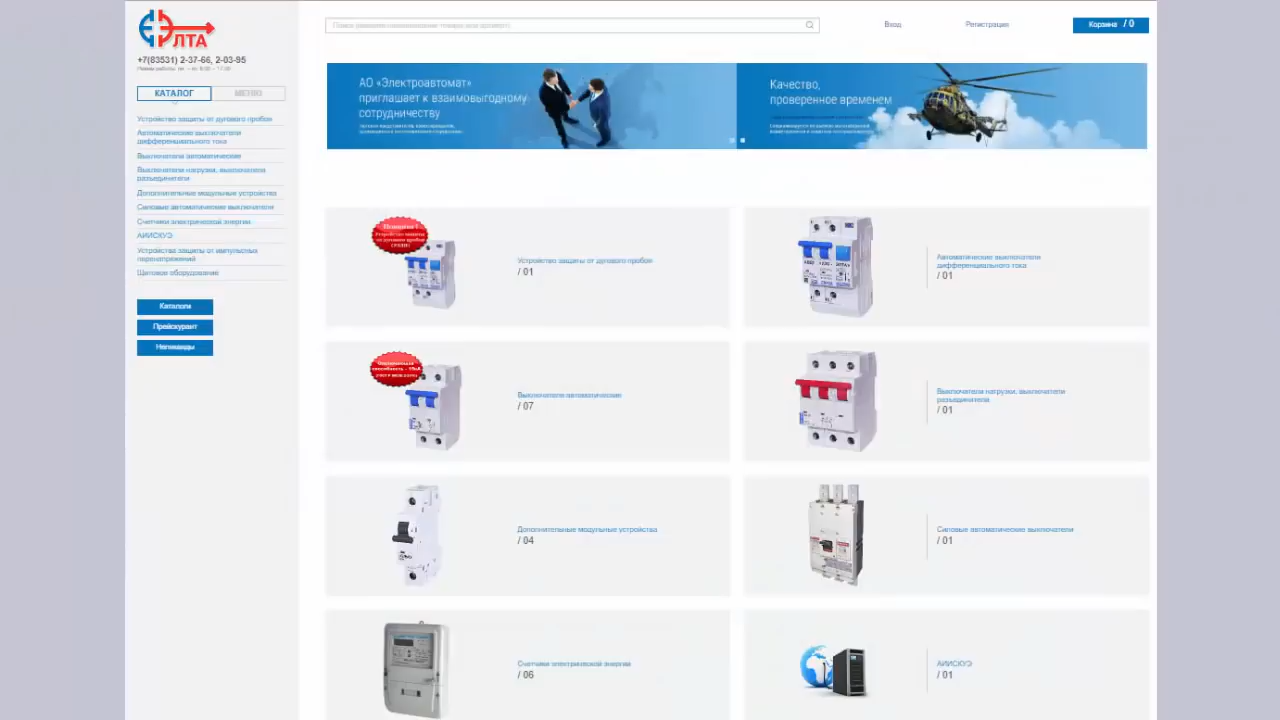 ЭЛТА
+7(83531) 2-37-66, 2-03-95
КАТАЛОГ
МЕНЮ
Устройство защиты от дугового пробоя
Автоматические выключатели
дифференциального тока
Выключатели автоматические
Выключатели нагрузки, выключатели
разъединители
Дополнительные модульные устройства
Силовые автоматические выключатели
Счетчики электрической энергии
АИИСКУЭ
Устройства защиты от импульсных
перенапряжений
Щитовое оборудование
Каталоги
Прейскурант
Неликвиды
Вход
Регистрация
Корзина / 0
АО «Электроавтомат»
приглашает к взаимовыгодному
сотрудничеству
Качество,
проверенное временем
Устройство защиты от дугового пробоя
/ 01
Автоматические выключатели
дифференциального тока
/ 01
Выключатели автоматические
/ 07
Выключатели нагрузки, выключатели
разъединители
/ 01
Дополнительные модульные устройства
/ 04
Силовые автоматические выключатели
/ 01
Счетчики электрической энергии
/ 06
АИИСКУЭ
/ 01